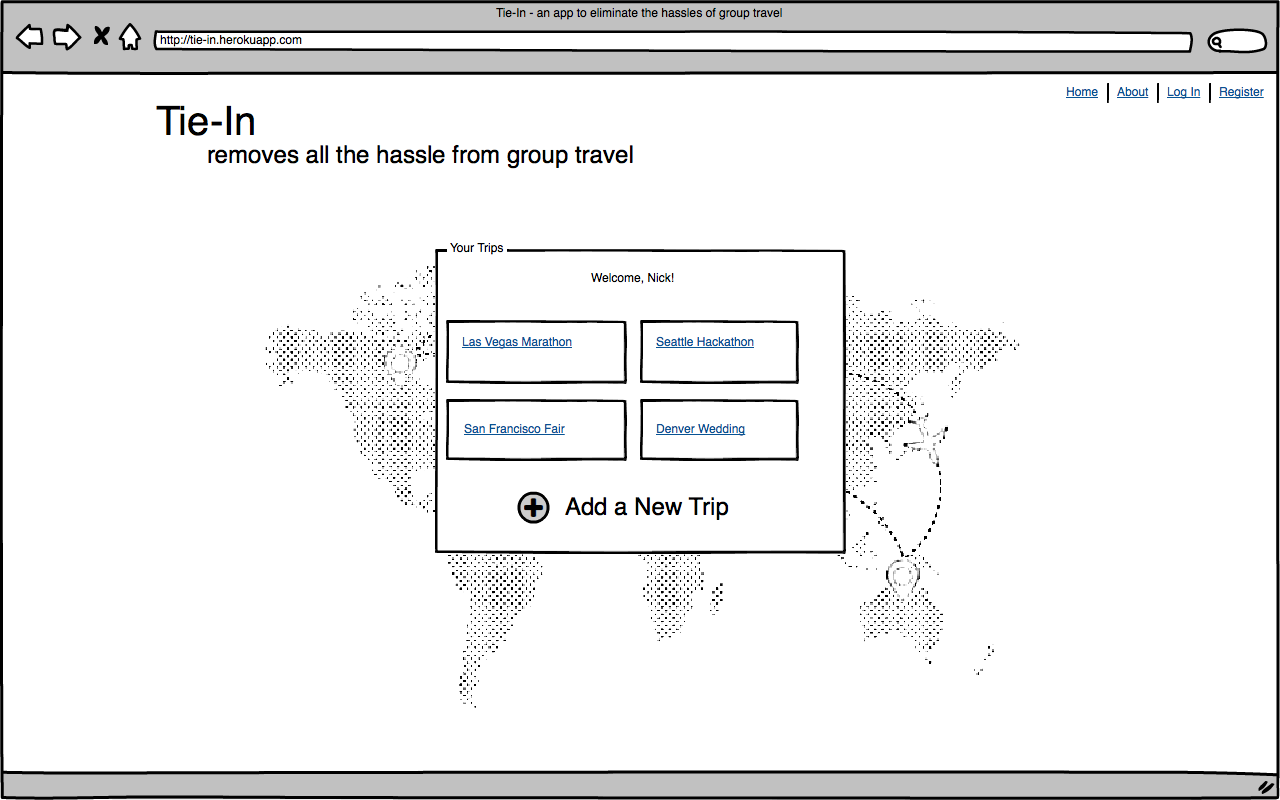 Tie-In - an app to eliminate the hassles of group travel
http://tie-in.herokuapp.com
Home About Log In Register
Tie-In
removes all the hassle from group travel
Your Trips
Welcome, Nick!
Las Vegas Marathon Seattle Hackathon
San Francisco Fair Denver Wedding
Add a New Trip